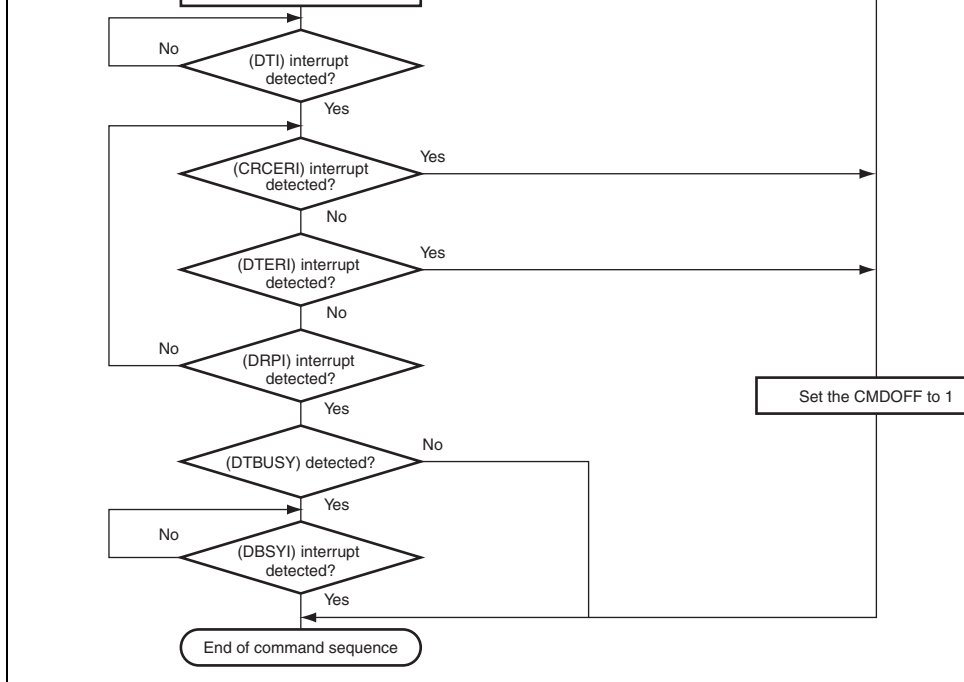 No
(DTI) interrupt
detected?
Yes
(CRCERI) interrupt
detected?
Yes
No
(DTERI) interrupt
detected?
Yes
No
No
(DRPI) interrupt
detected?
Yes
Set the CMDOFF to 1
(DTBUSY) detected?
No
Yes
No
(DBSYI) interrupt
detected?
Yes
End of command sequence